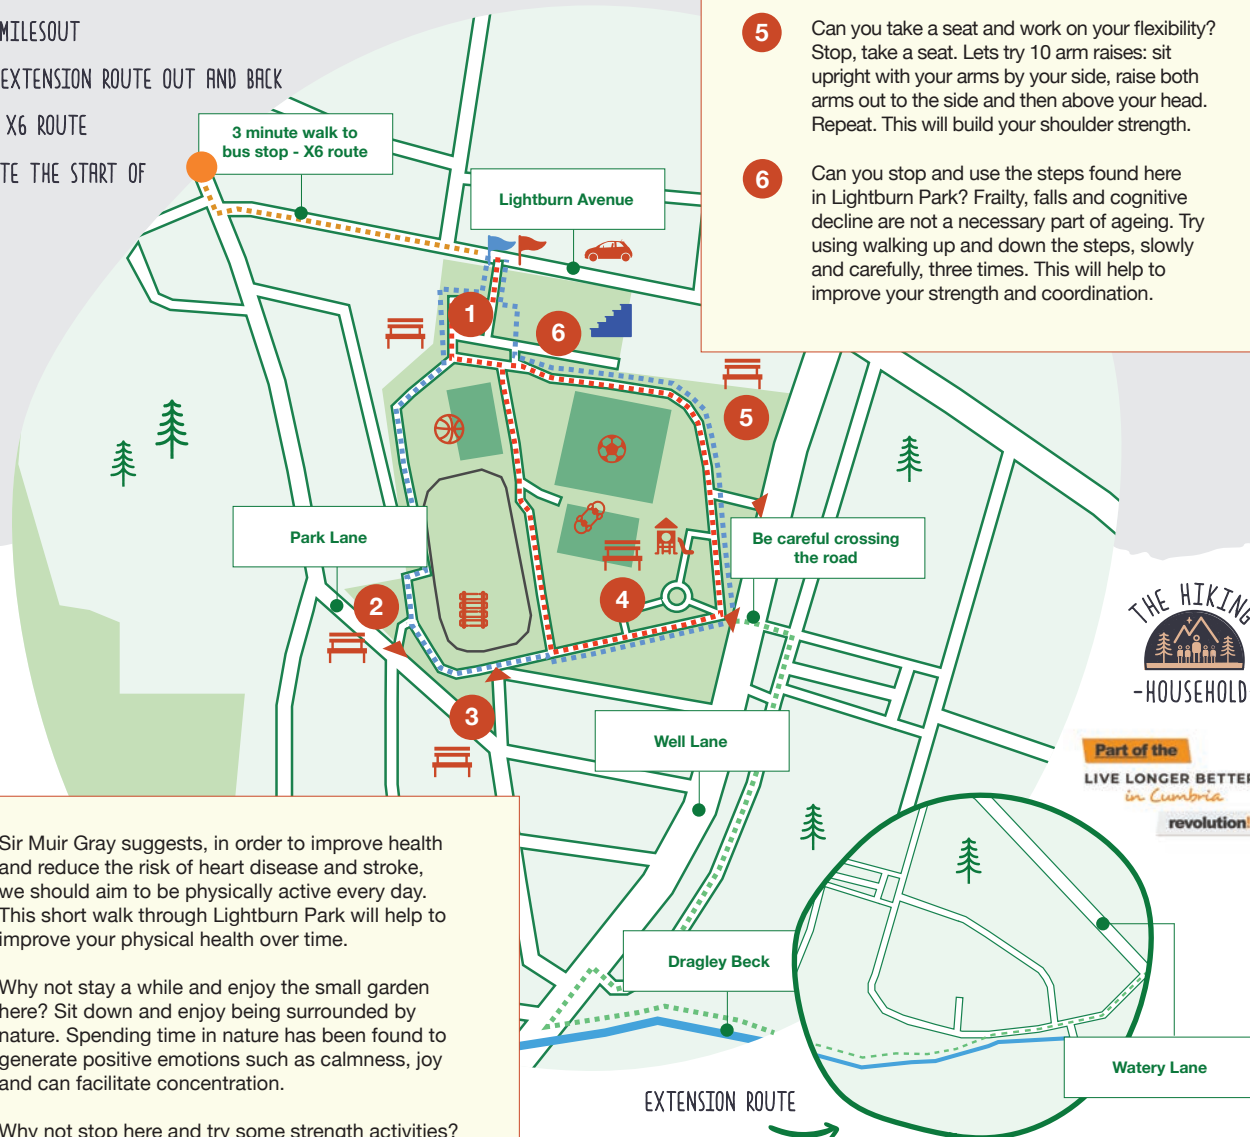 MILESOUT
EXTENSION ROUTE OUT AND BACK
X6 ROUTE
TE THE START OF
3 minute walk to
bus stop - X6 route
Lightburn Avenue
5
Can you take a seat and work on your flexibility?
Stop, take a seat. Lets try 10 arm raises: sit
upright with your arms by your side, raise both
arms out to the side and then above your head.
Repeat. This will build your shoulder strength.
6
Can you stop and use the steps found here
in Lightburn Park? Frailty, falls and cognitive
decline are not a necessary part of ageing. Try
using walking up and down the steps, slowly
and carefully, three times. This will help to
improve your strength and coordination.
1
6
5
Park Lane
Be careful crossing
the road
2
4
3
Well Lane
THE HIKING
-HOUSEHOLD
Part of the
LIVE LONGER BETTER
in Cumbria
revolution!
Sir Muir Gray suggests, in order to improve health
and reduce the risk of heart disease and stroke,
we should aim to be physically active every day.
This short walk through Lightburn Park will help to
improve your physical health over time.
Why not stay a while and enjoy the small garden
here? Sit down and enjoy being surrounded by
nature. Spending time in nature has been found to
generate positive emotions such as calmness, joy
and can facilitate concentration.
Why not stop here and try some strength activities?
Dragley Beck
Watery Lane
EXTENSION ROUTE